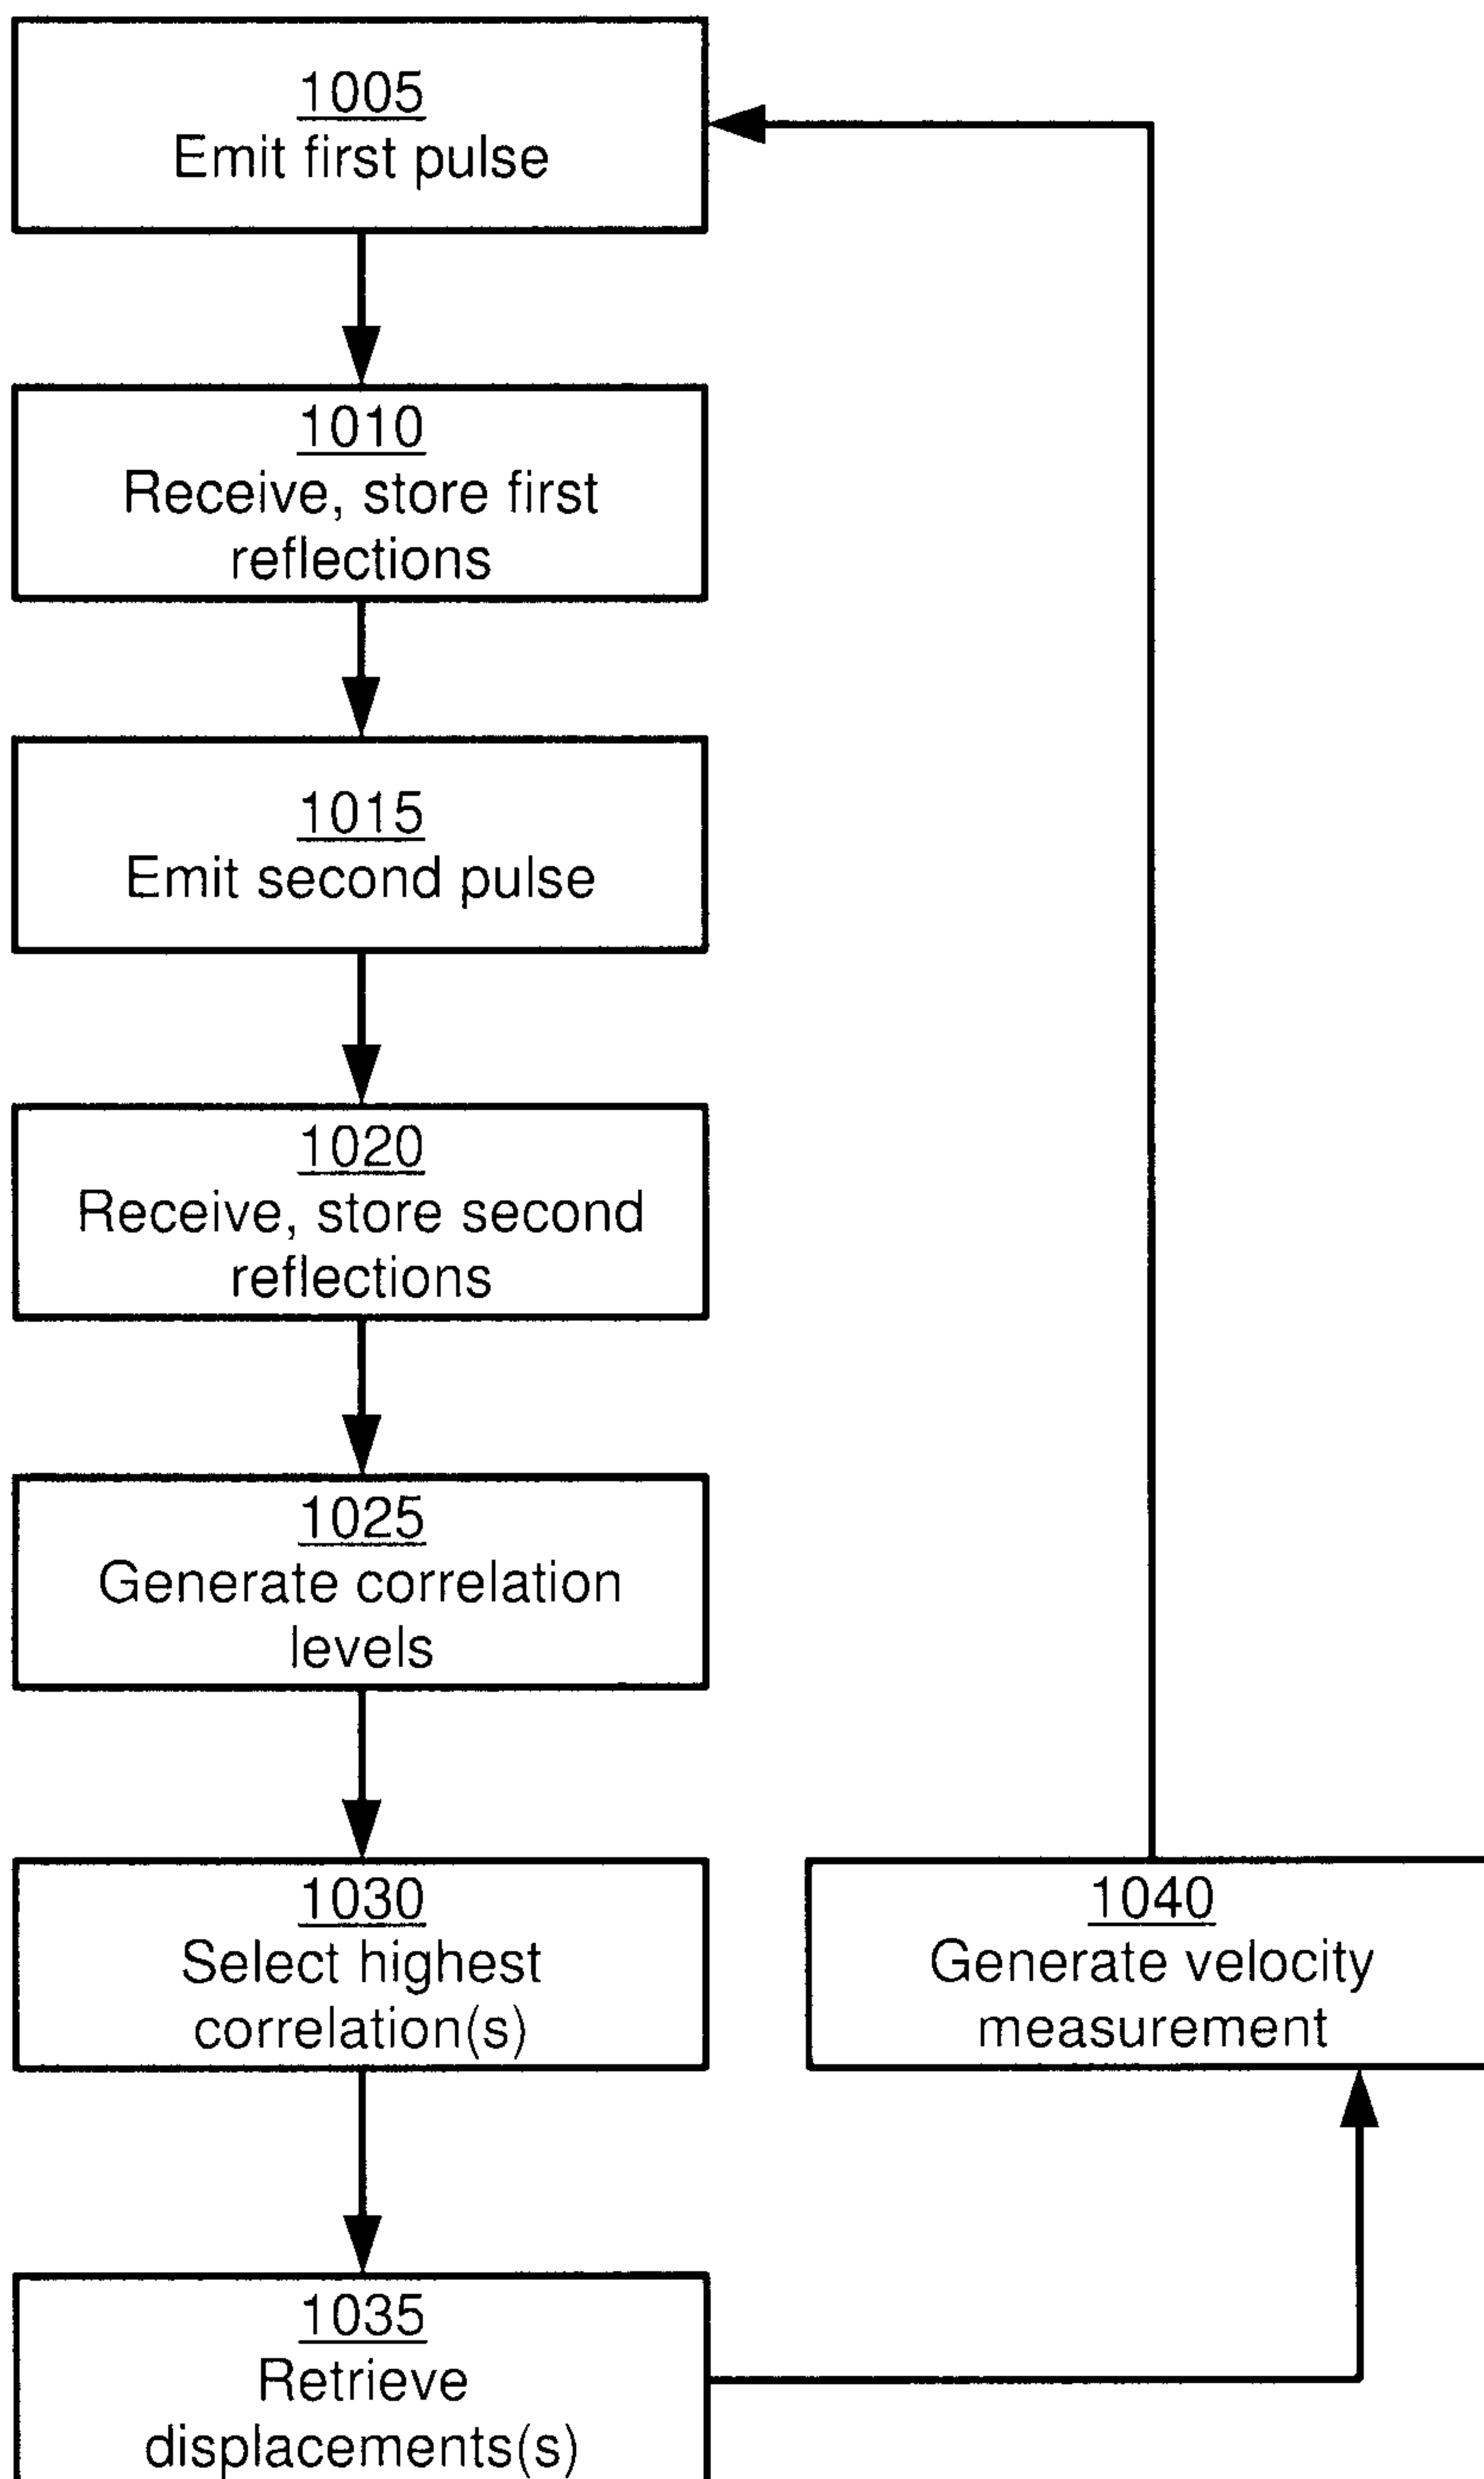 1005
Emit first pulse
1010
Receive, store first
reflections
1015
Emit second pulse
1020
Receive, store second
reflections
1025
Generate correlation
levels
1030
Select highest
correlation(s)
1040
Generate velocity
measurement
1035
Retrieve
displacements(s)